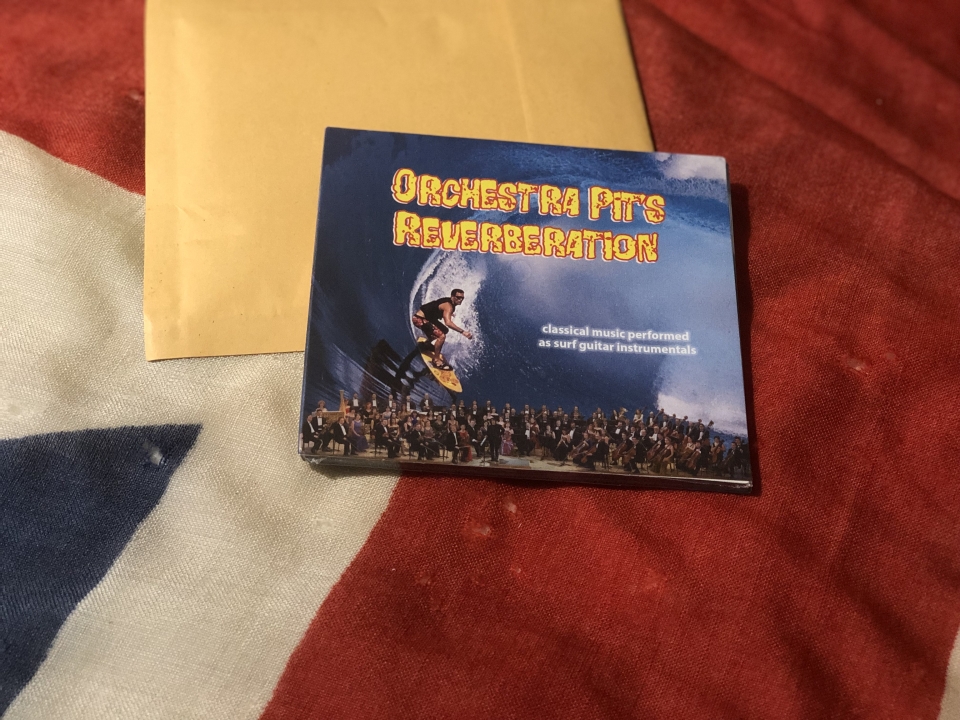 ORCHESTRA PIT'S
REVERBERATION
classical music performed
as surf guitar instrumentals